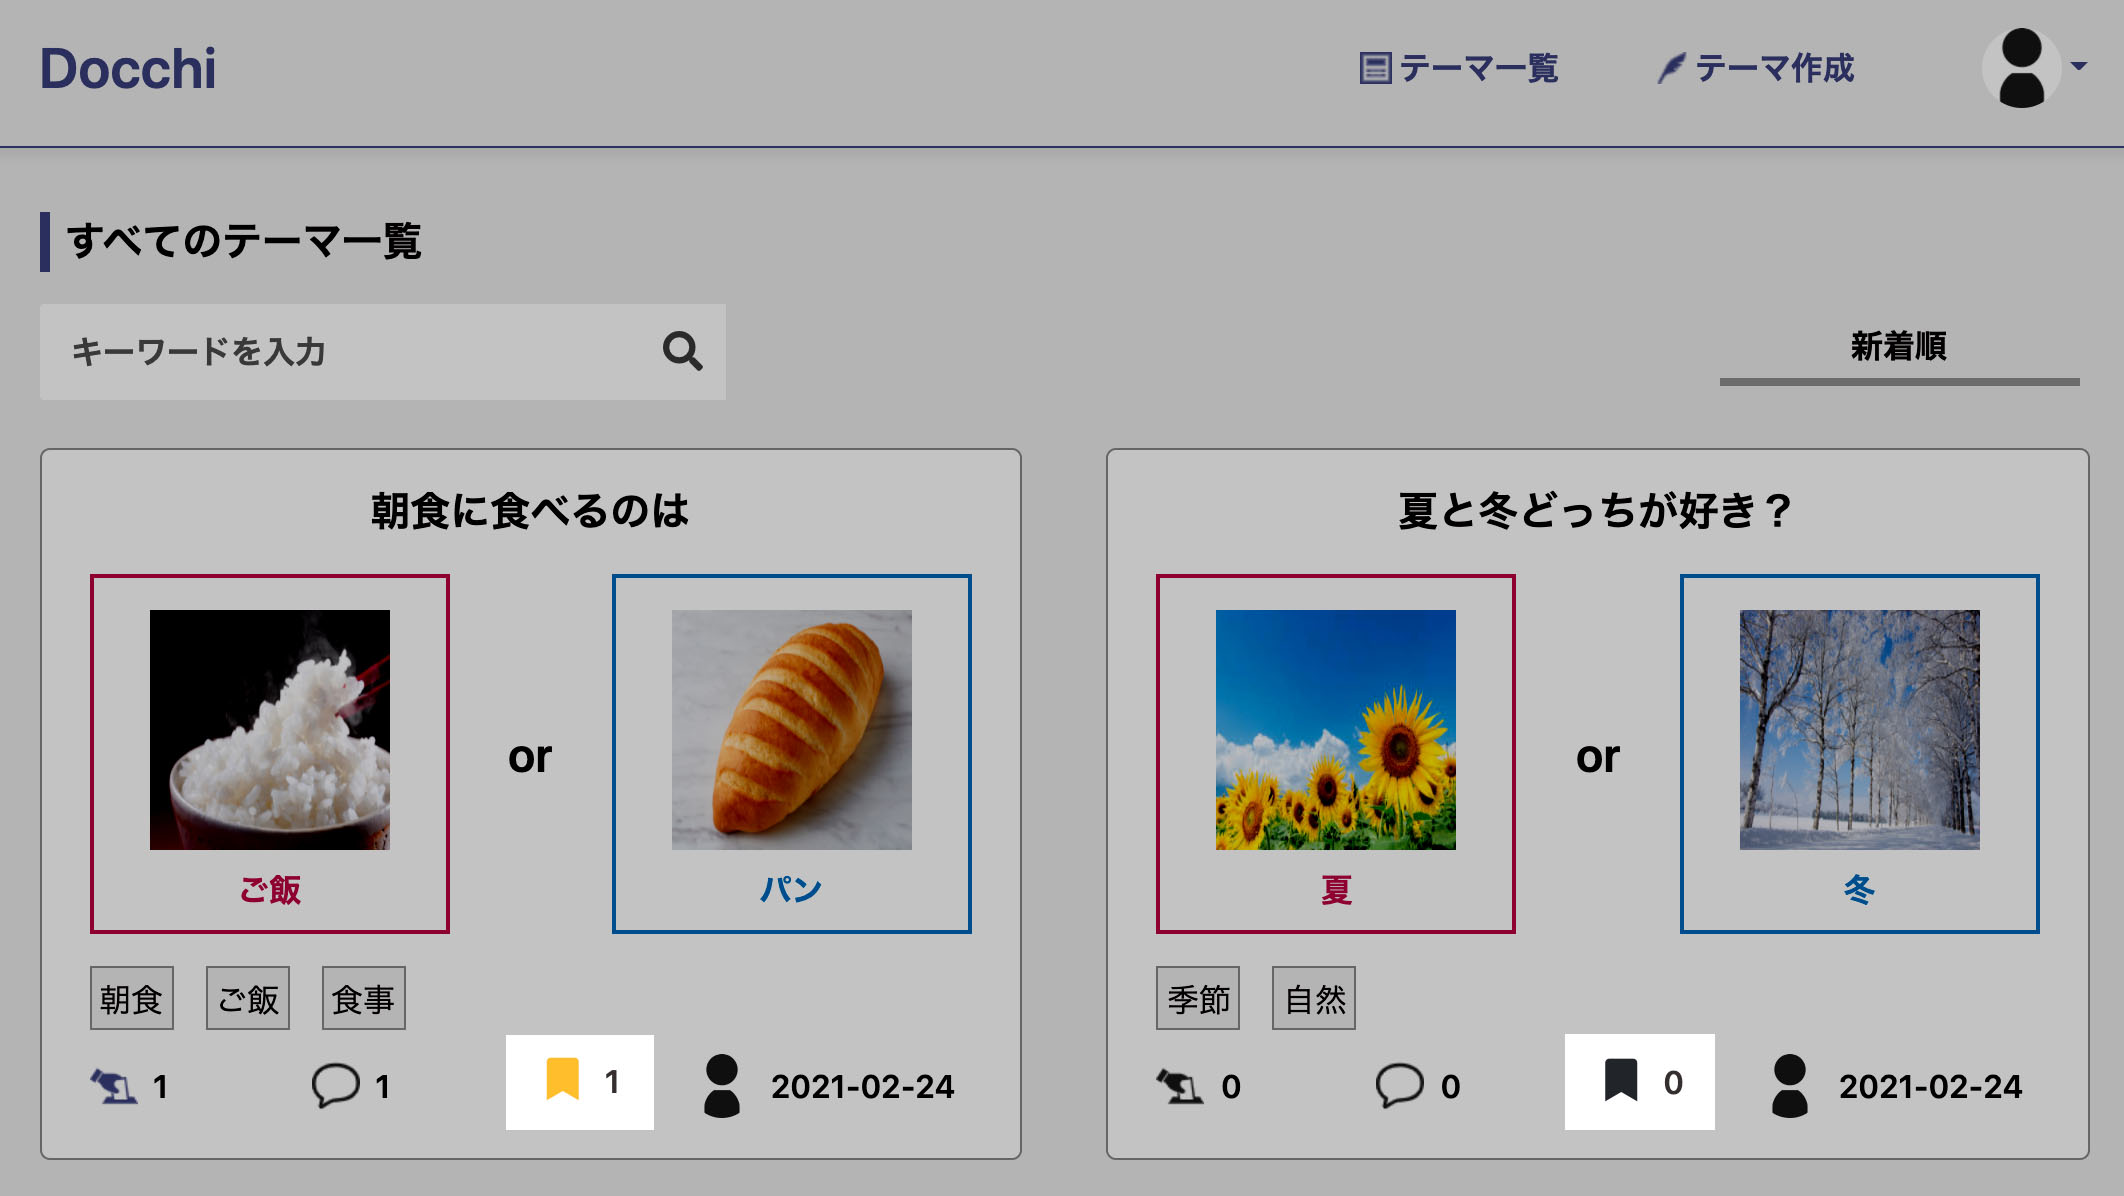 Docchi
テーマ一覧
テーマ作成
すべてのテーマ一覧
キーワードを入力
新着順
朝食に食べるのは
ご飯
or
パン
朝食 ご飯 食事
1 1 1 2021-02-24
夏と冬どっちが好き？
夏
or
冬
季節 自然
0 0 0 2021-02-24